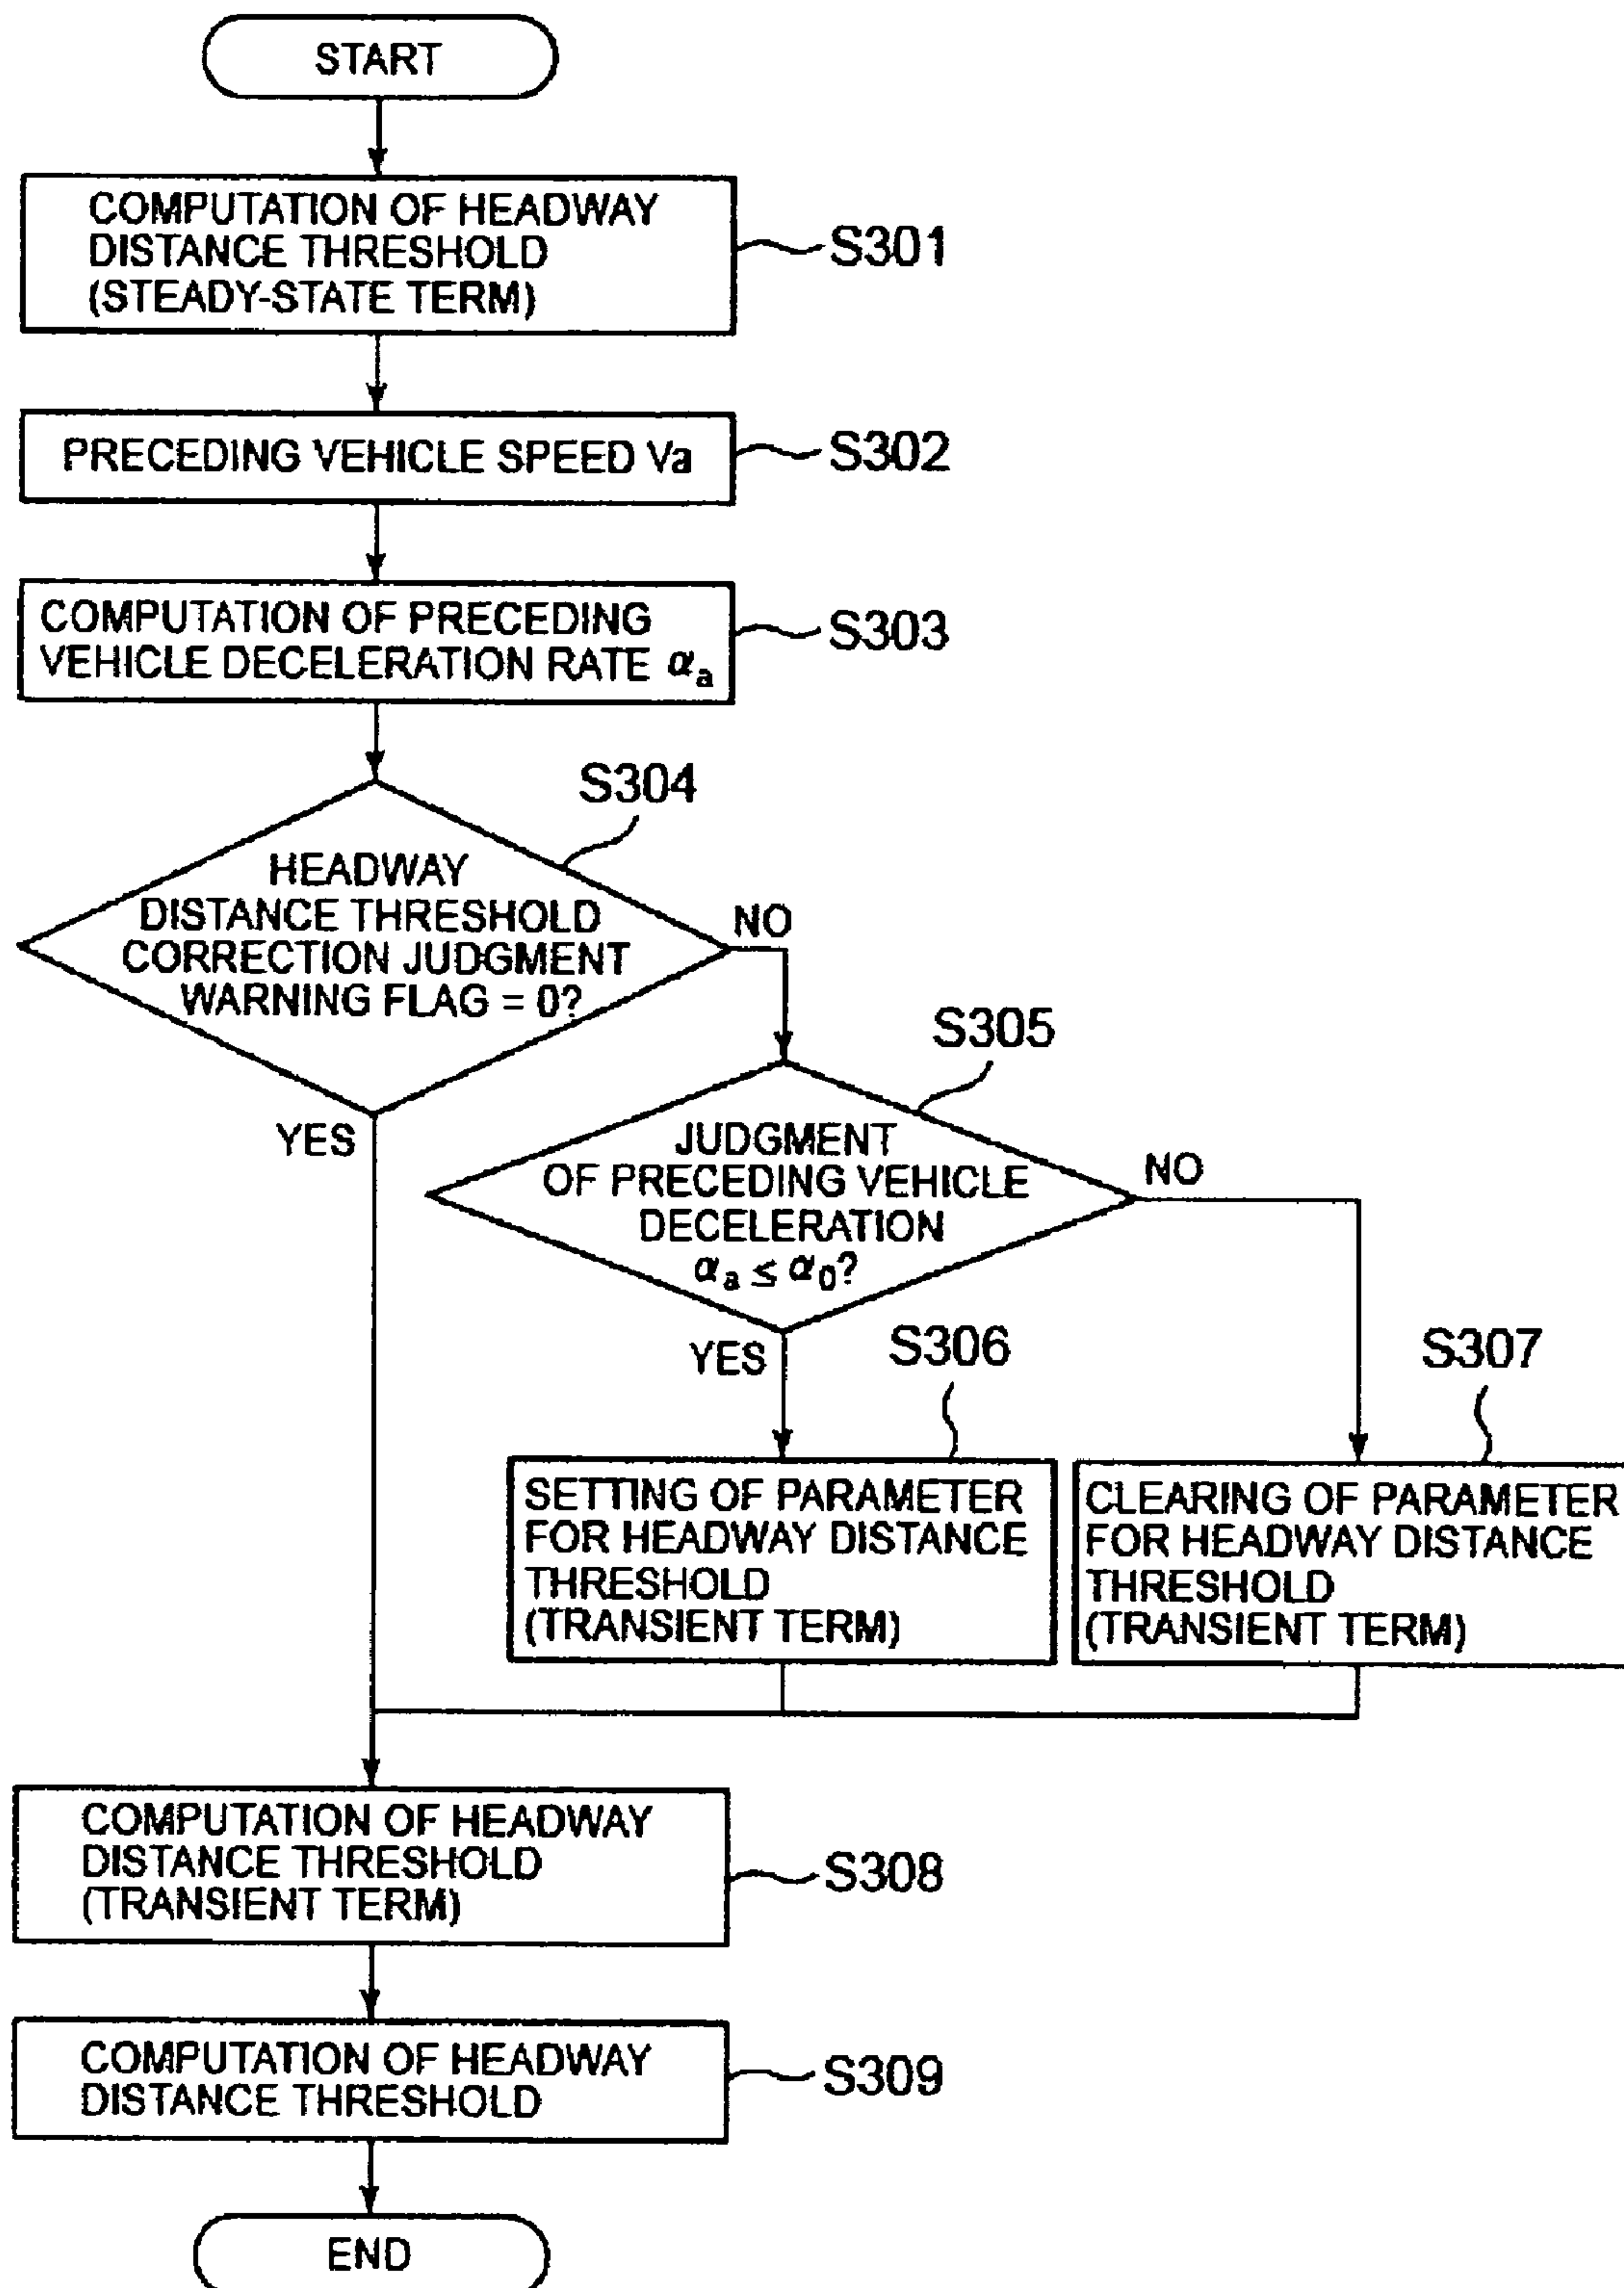 START
COMPUTATION OF HEADWAY
DISTANCE THRESHOLD
(STEADY-STATE TERM)
S301
PRECEDING VEHICLE SPEED Va
S302
COMPUTATION OF PRECEDING
VEHICLE DECELERATION RATE αa
S303
S304
HEADWAY
DISTANCE THRESHOLD
CORRECTION JUDGMENT
WARNING FLAG = 0?
NO
YES
S305
JUDGMENT
OF PRECEDING VEHICLE
DECELERATION
αa ≤ α0?
NO
YES
S306
S307
SETTING OF PARAMETER
FOR HEADWAY DISTANCE
THRESHOLD
(TRANSIENT TERM)
CLEARING OF PARAMETER
FOR HEADWAY DISTANCE
THRESHOLD
(TRANSIENT TERM)
COMPUTATION OF HEADWAY
DISTANCE THRESHOLD
(TRANSIENT TERM)
S308
COMPUTATION OF HEADWAY
DISTANCE THRESHOLD
S309
END